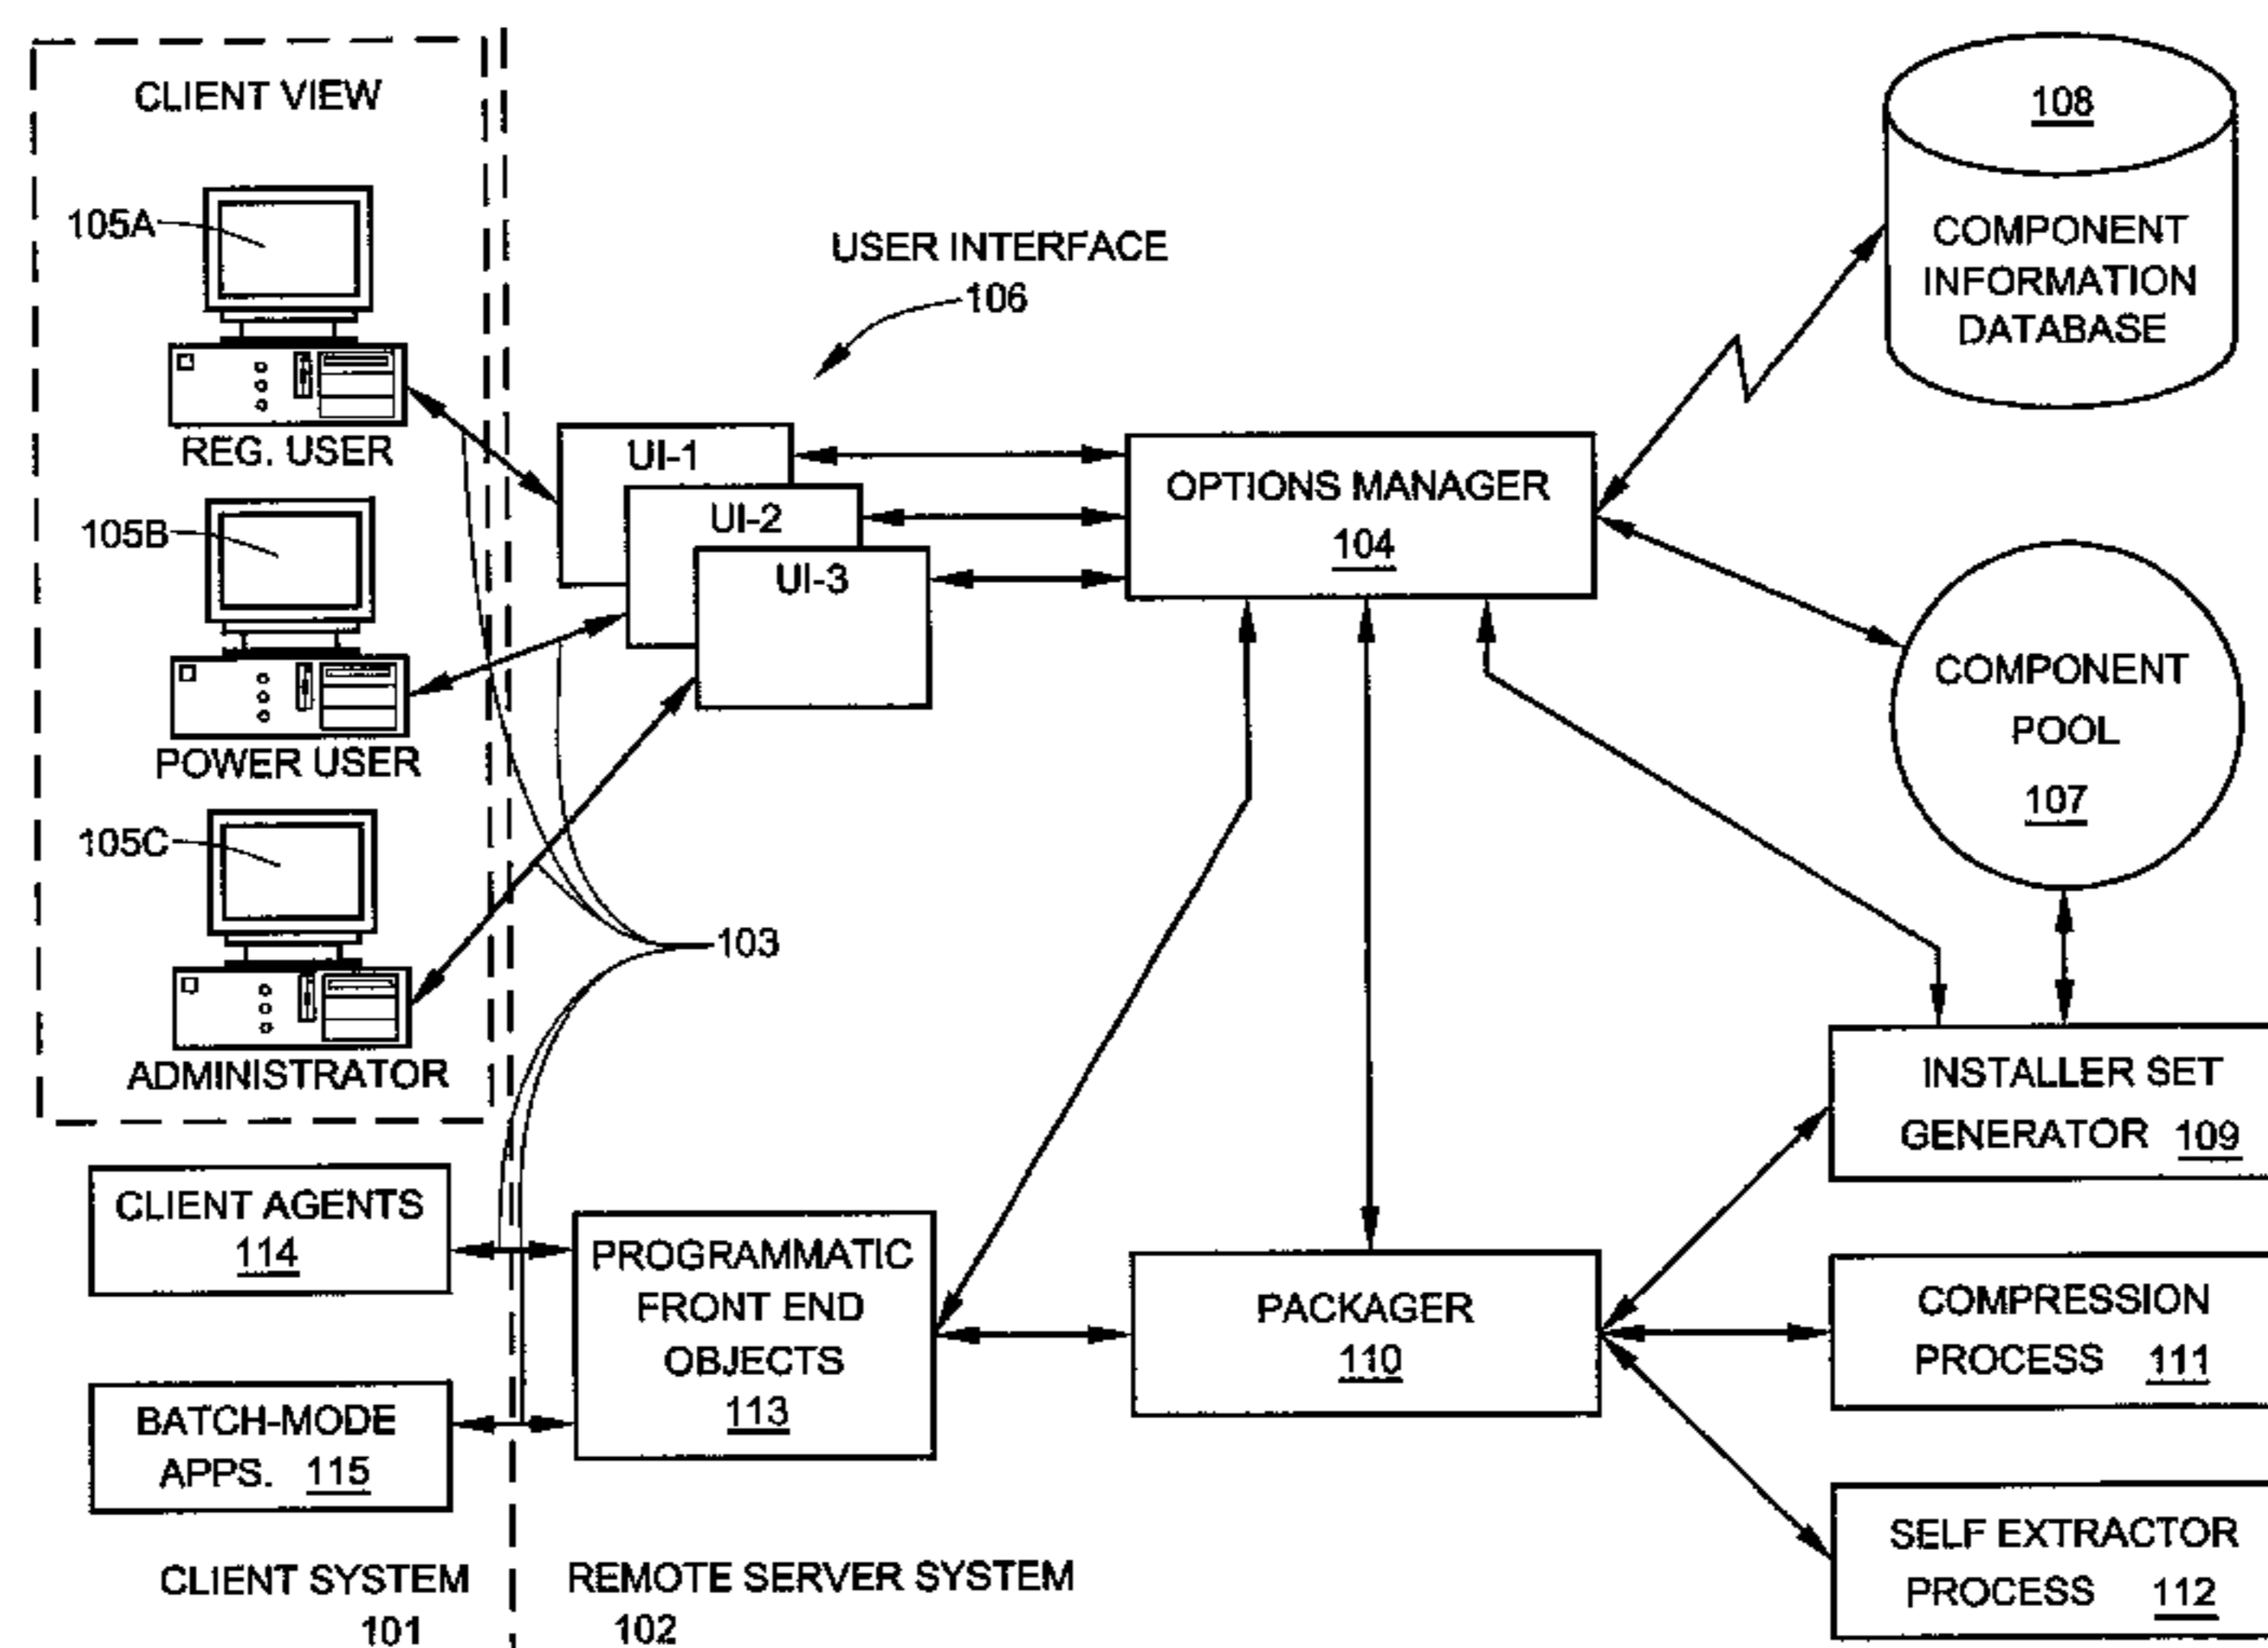 CLIENT VIEW
105A
REG. USER
105B
POWER USER
105C
ADMINISTRATOR
CLIENT AGENTS
114
BATCH-MODE
APPS. 115
CLIENT SYSTEM
101
USER INTERFACE
106
UI-1
UI-2
UI-3
103
OPTIONS MANAGER
104
108
COMPONENT
INFORMATION
DATABASE
COMPONENT
POOL
107
INSTALLER SET
GENERATOR 109
PROGRAMMATIC
FRONT END
OBJECTS
113
PACKAGER
110
COMPRESSION
PROCESS 111
SELF EXTRACTOR
PROCESS 112
REMOTE SERVER SYSTEM
102